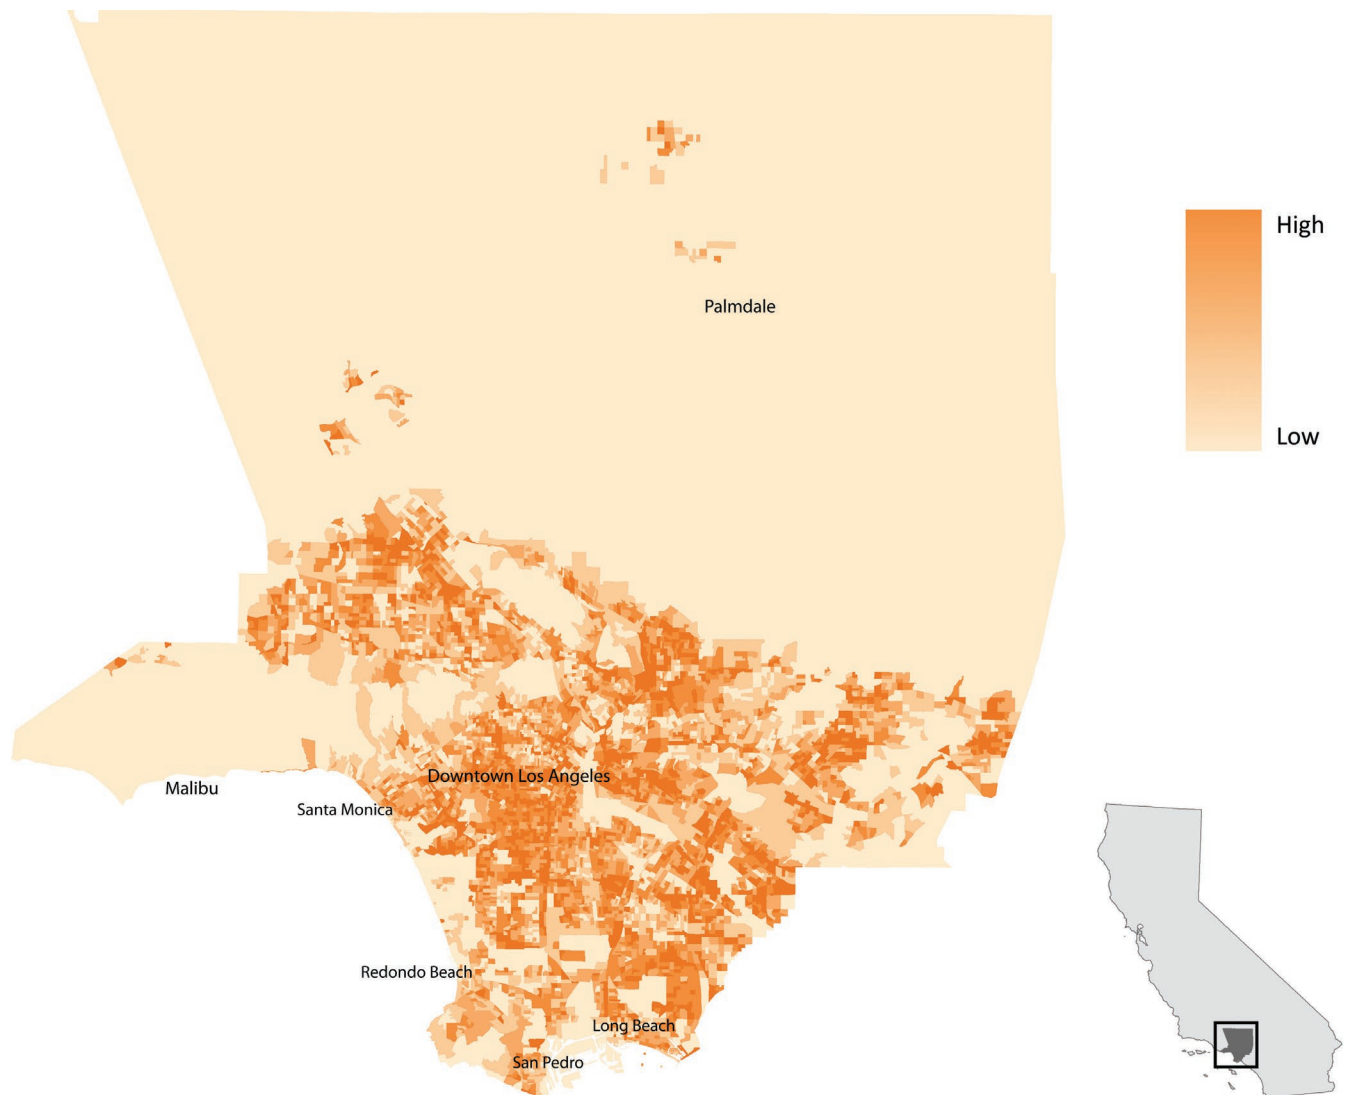 High
Palmdale
Low
Downtown Los Angeles
Malibu
Santa Monica
Redondo Beach
Long Beach
San Pedro